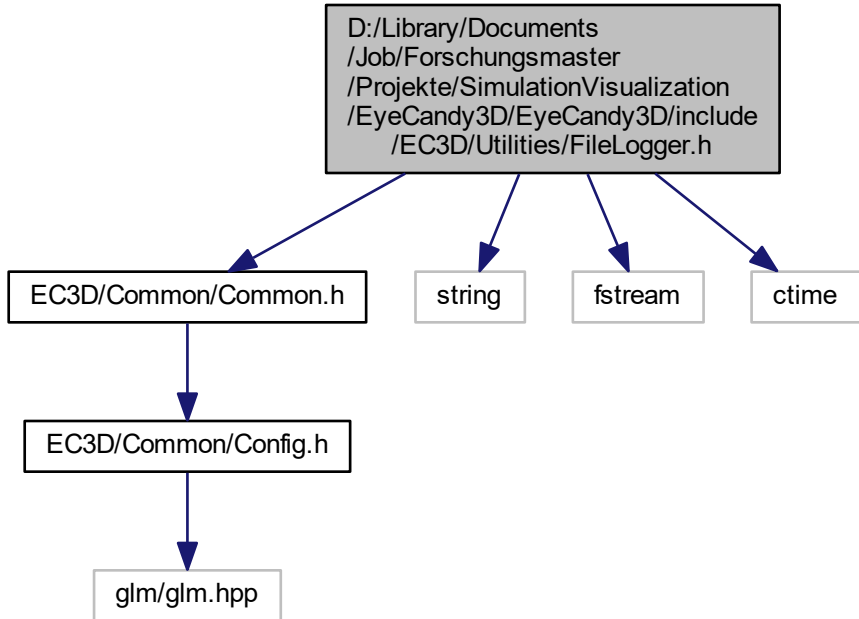 D:/Library/Documents
/Job/Forschungsmaster
/Projekte/SimulationVisualization
/EyeCandy3D/EyeCandy3D/include
/EC3D/Utilities/FileLogger.h
EC3D/Common/Common.h
string
fstream
ctime
EC3D/Common/Config.h
glm/glm.hpp